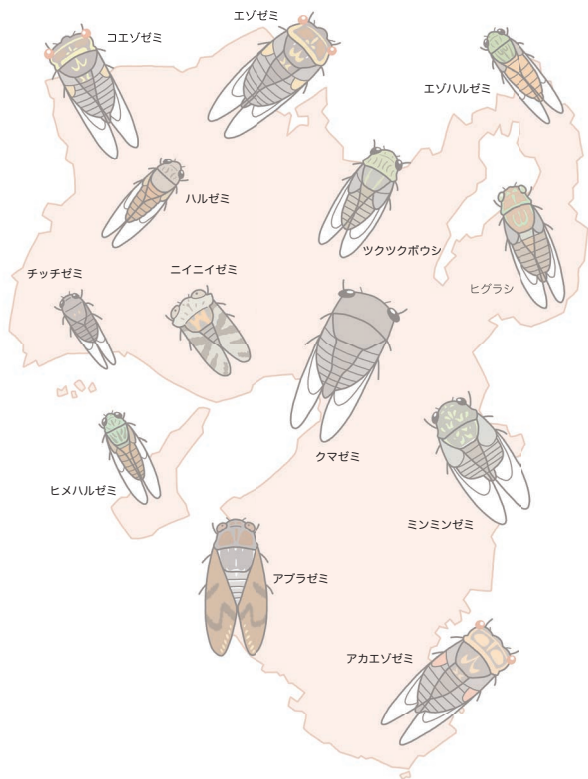 エゾゼミ
コエゾゼミ
エゾハルゼミ
ハルゼミ
ツクツクボウシ
チッチゼミ
ニイニイゼミ
ヒグラシ
クマゼミ
ヒメハルゼミ
ミンミンゼミ
アブラゼミ
アカエゾゼミ